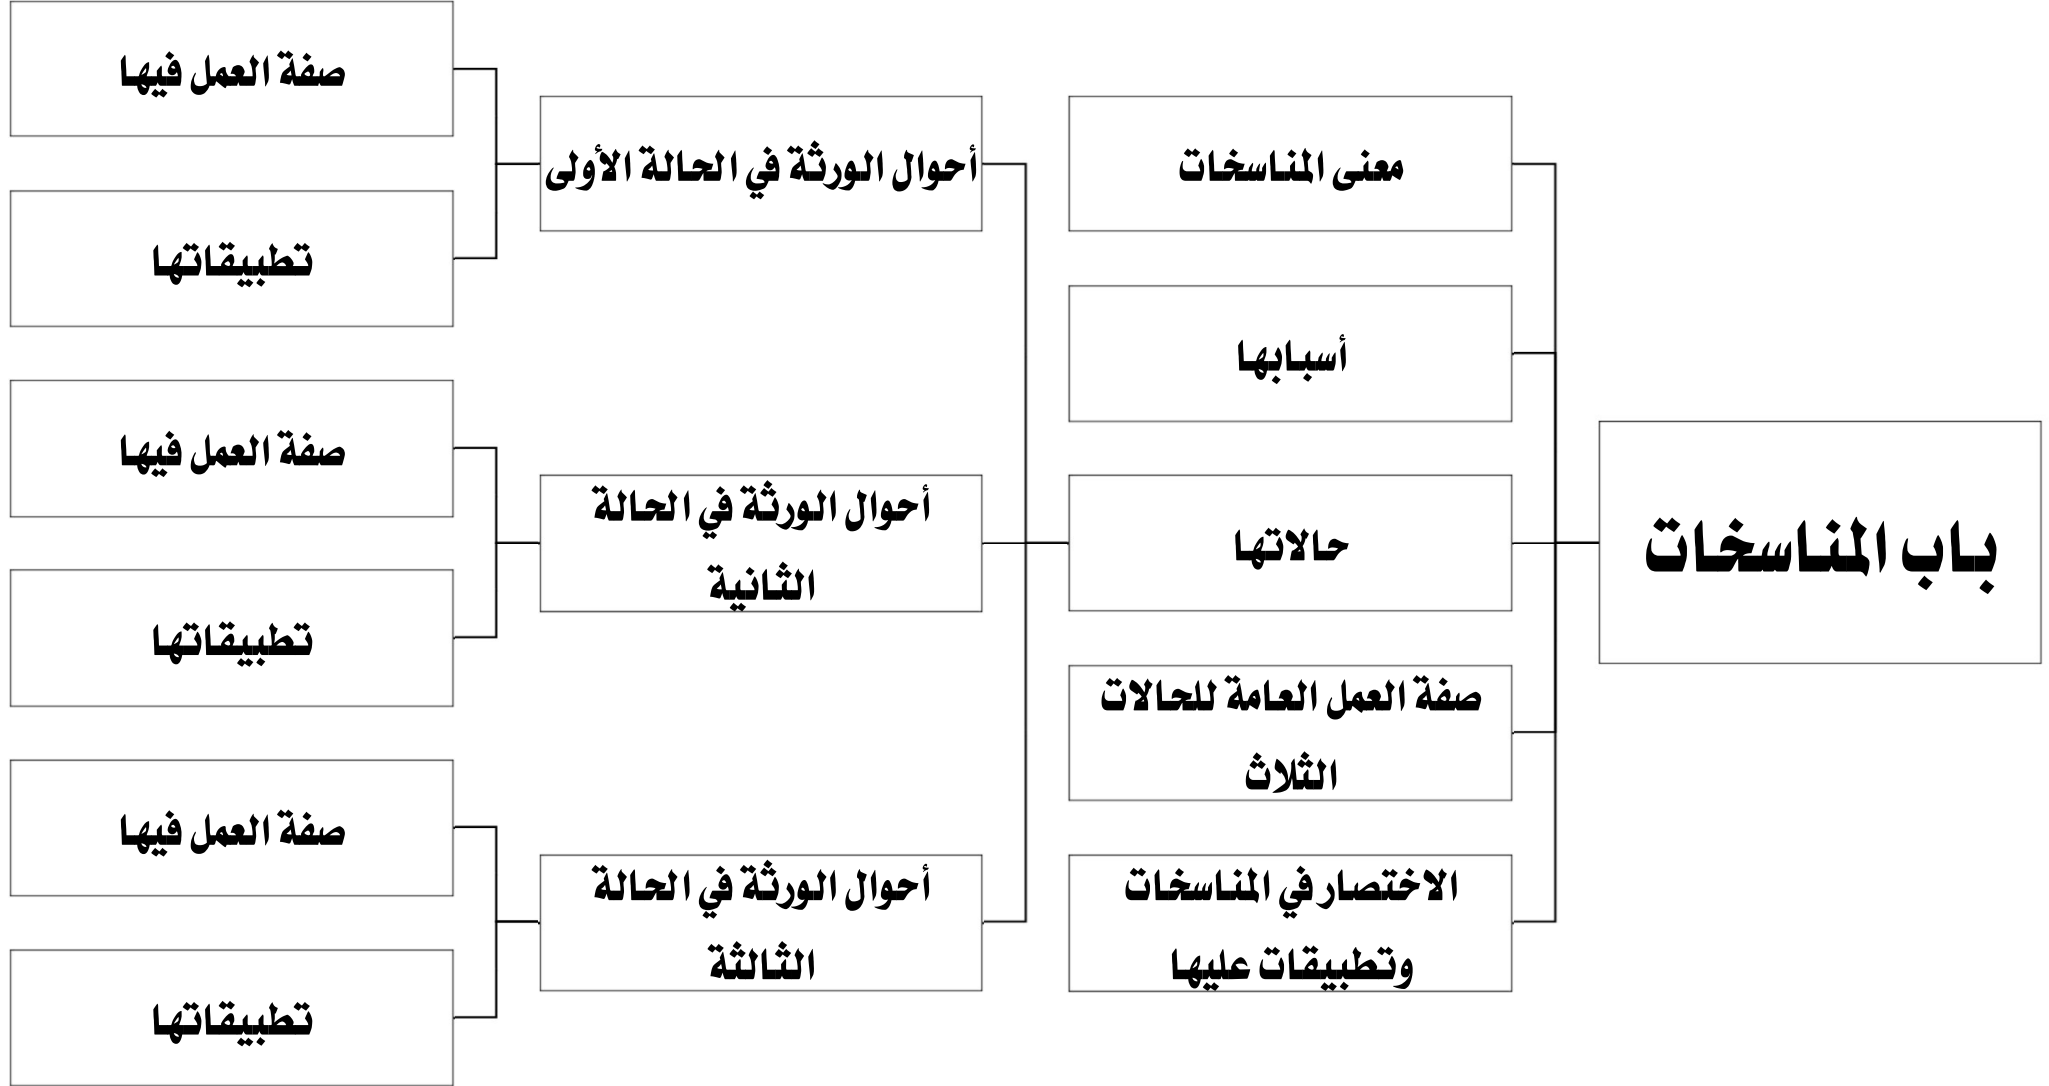 باب المناسخات
معنى المناسخات
أسبابها
حالاتها
أحوال الورثة في الحالة الأولى
صفة العمل فيها
تطبيقاتها
أحوال الورثة في الحالة
الثانية
صفة العمل فيها
تطبيقاتها
أحوال الورثة في الحالة
الثالثة
صفة العمل فيها
تطبيقاتها
صفة العمل العامة للحالات
الثلاث
الاختصار في المناسخات
وتطبيقات عليها